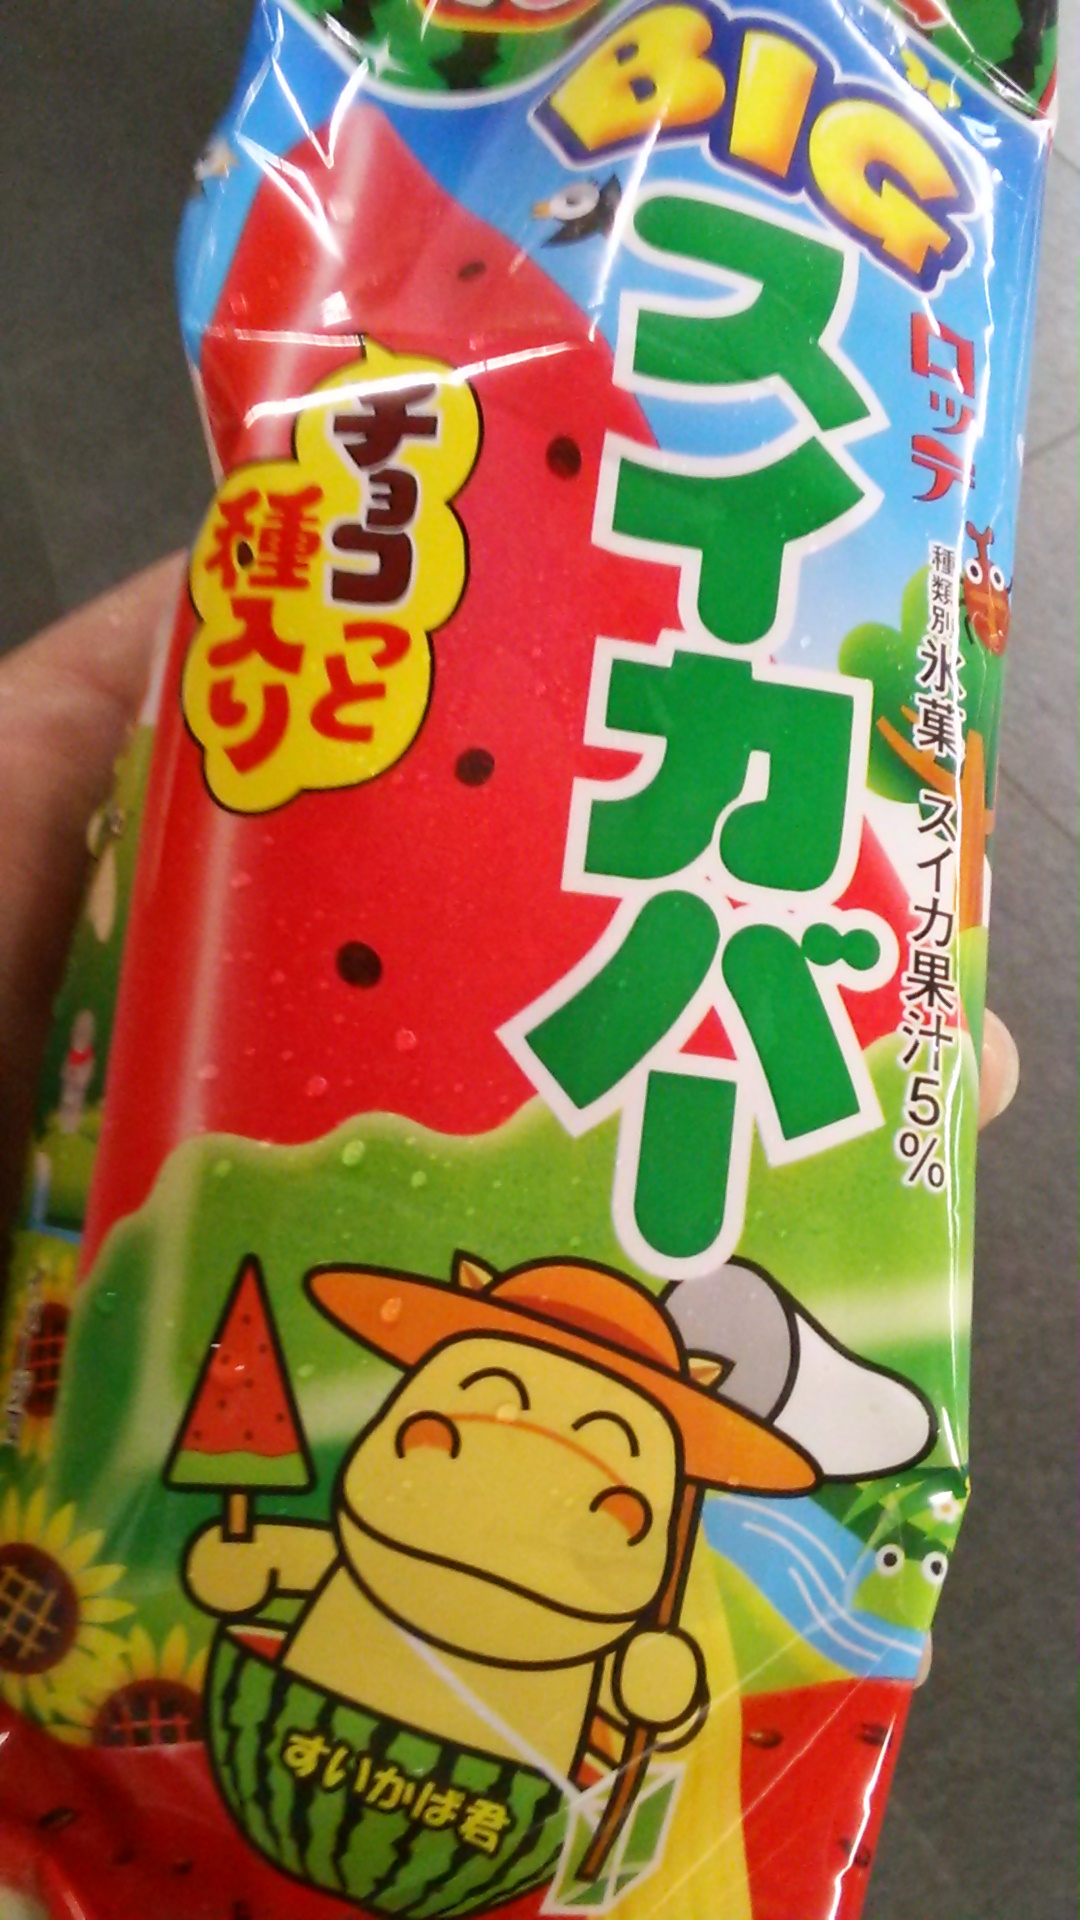 BIG
スイカバー
ロッテ
種類別 氷菓 スイカ果汁5%
チョコっと
種入り
すいかば君